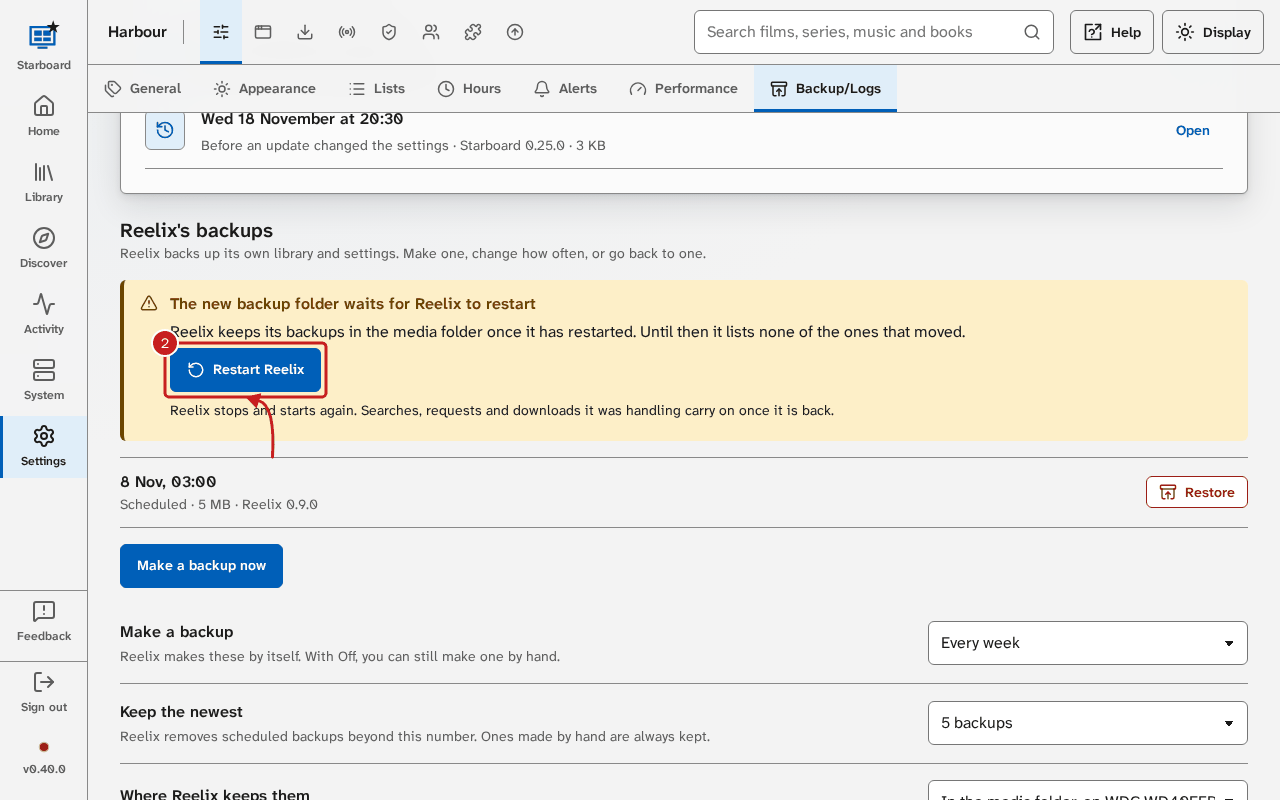 Starboard
Home
Library
Discover
Activity
System
Settings
Feedback
Sign out
v0.40.0
Harbour
Search films, series, music and books
Help
Display
General
Appearance
Lists
Hours
Alerts
Performance
Backup/Logs
Wed 18 November at 20:30
Before an update changed the settings · Starboard 0.25.0 · 3 KB
Open
Reelix's backups
Reelix backs up its own library and settings. Make one, change how often, or go back to one.
The new backup folder waits for Reelix to restart
Reelix keeps its backups in the media folder once it has restarted. Until then it lists none of the ones that moved.
2
Restart Reelix
Reelix stops and starts again. Searches, requests and downloads it was handling carry on once it is back.
8 Nov, 03:00
Scheduled · 5 MB · Reelix 0.9.0
Restore
Make a backup now
Make a backup
Reelix makes these by itself. With Off, you can still make one by hand.
Every week
Keep the newest
Reelix removes scheduled backups beyond this number. Ones made by hand are always kept.
5 backups
Where Reelix keeps them
In the media folder, on WDC